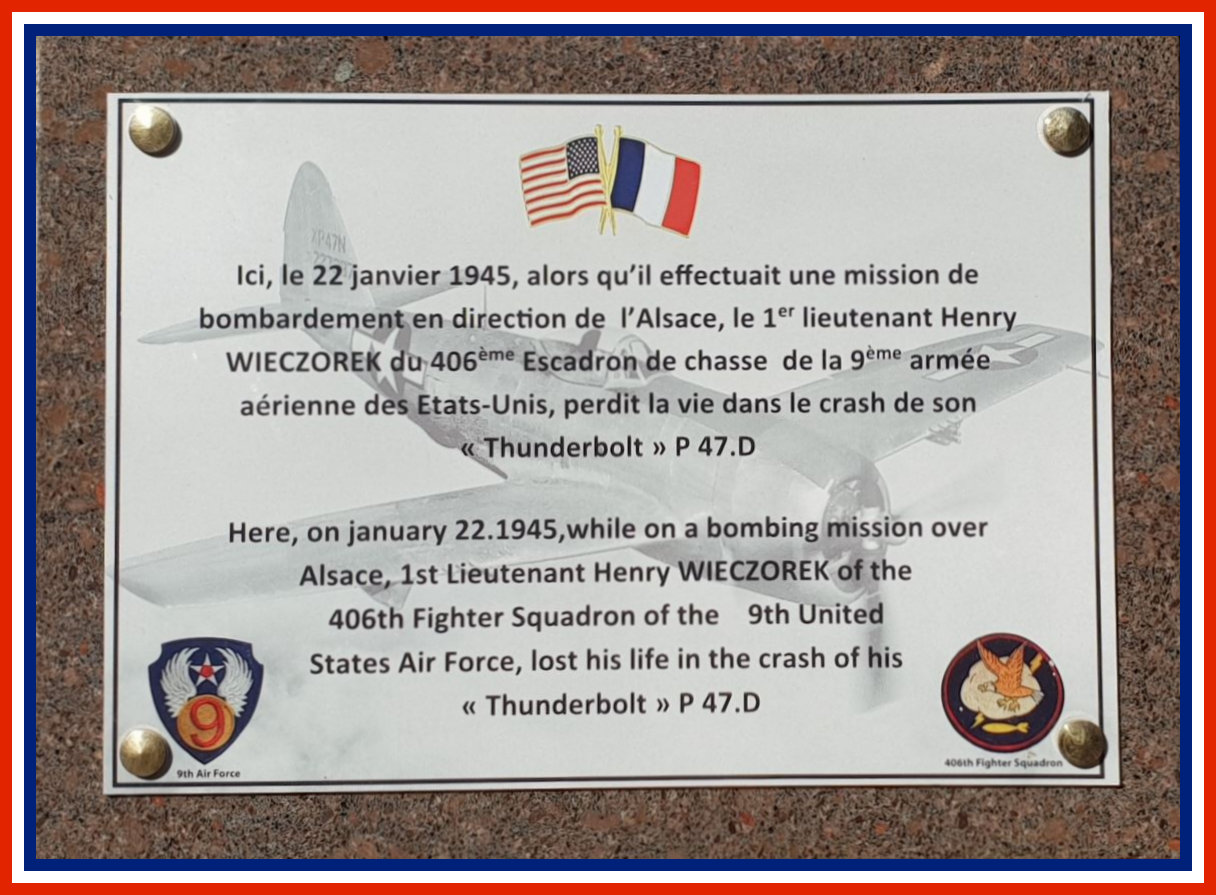 XP47N
Ici, le 22 janvier 1945, alors qu’il effectuait une mission de
bombardement en direction de l’Alsace, le 1er lieutenant Henry
WIECZOREK du 406ème Escadron de chasse de la 9ème armée
aérienne des Etats-Unis, perdit la vie dans le crash de son
« Thunderbolt » P 47.D
Here, on january 22.1945,while on a bombing mission over
Alsace, 1st Lieutenant Henry WIECZOREK of the
406th Fighter Squadron of the 9th United
States Air Force, lost his life in the crash of his
« Thunderbolt » P 47.D
9
9th Air Force
406th Fighter Squadron